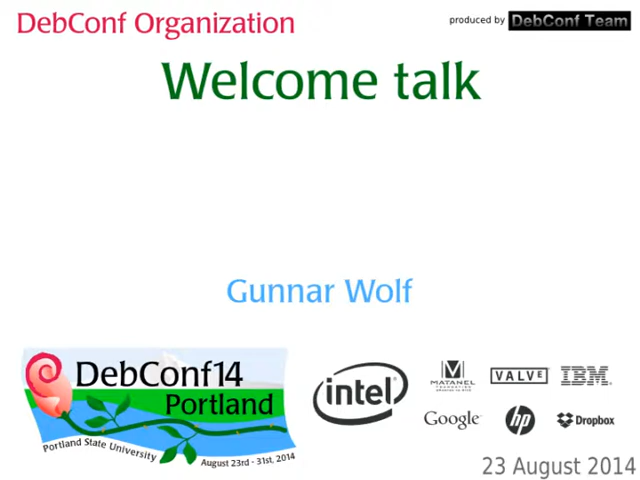 DebConf Organization
produced by DebConf Team
Welcome talk
Gunnar Wolf
DebConf14
Portland
Portland State University
August 23rd - 31st, 2014
intel
MATANEL
FOUNDATION
VALVE
IBM
Google
hp
Dropbox
23 August 2014